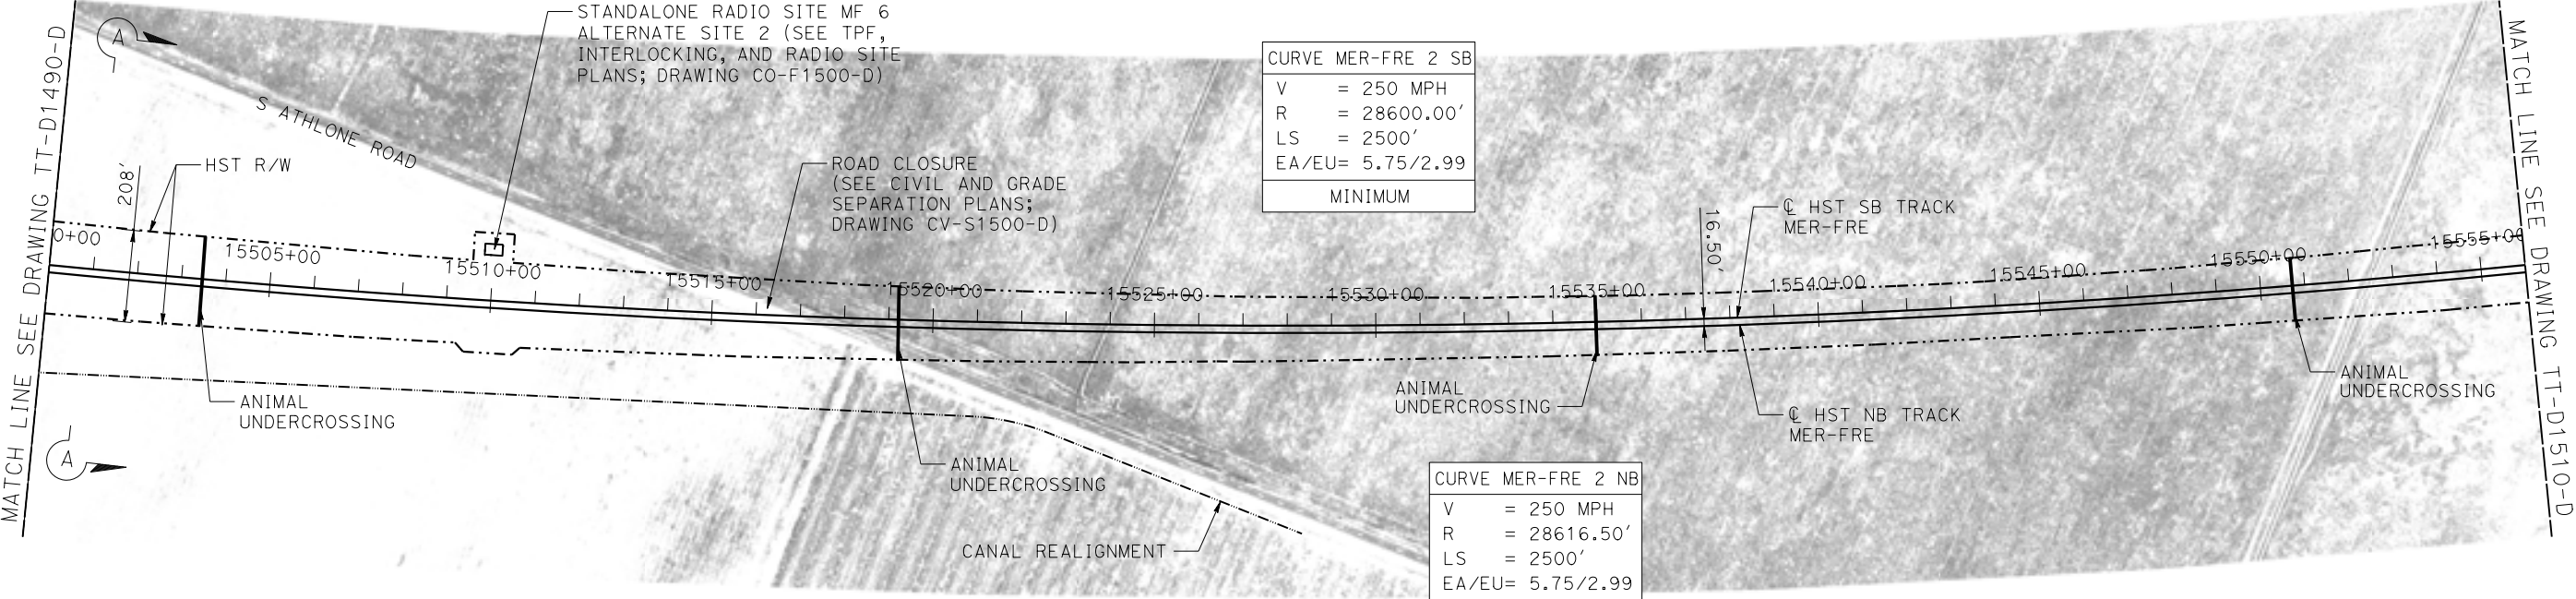 MATCH LINE SEE DRAWING TT-D1490-D
A
STANDALONE RADIO SITE MF 6
ALTERNATE SITE 2 (SEE TPF,
INTERLOCKING, AND RADIO SITE
PLANS; DRAWING CO-F1500-D)
S ATHLONE ROAD
208′
HST R/W
ROAD CLOSURE
(SEE CIVIL AND GRADE
SEPARATION PLANS;
DRAWING CV-S1500-D)
CURVE MER-FRE 2 SB
V = 250 MPH
R = 28600.00′
LS = 2500′
EA/EU= 5.75/2.99
MINIMUM
16.50′
℄ HST SB TRACK
MER-FRE
0+00
15505+00
15510+00
15515+00
15520+00
15525+00
15530+00
15535+00
15540+00
15545+00
15550+00
15555+00
ANIMAL
UNDERCROSSING
A
ANIMAL
UNDERCROSSING
CANAL REALIGNMENT
ANIMAL
UNDERCROSSING
℄ HST NB TRACK
MER-FRE
ANIMAL
UNDERCROSSING
CURVE MER-FRE 2 NB
V = 250 MPH
R = 28616.50′
LS = 2500′
EA/EU= 5.75/2.99
MATCH LINE SEE DRAWING TT-D1510-D